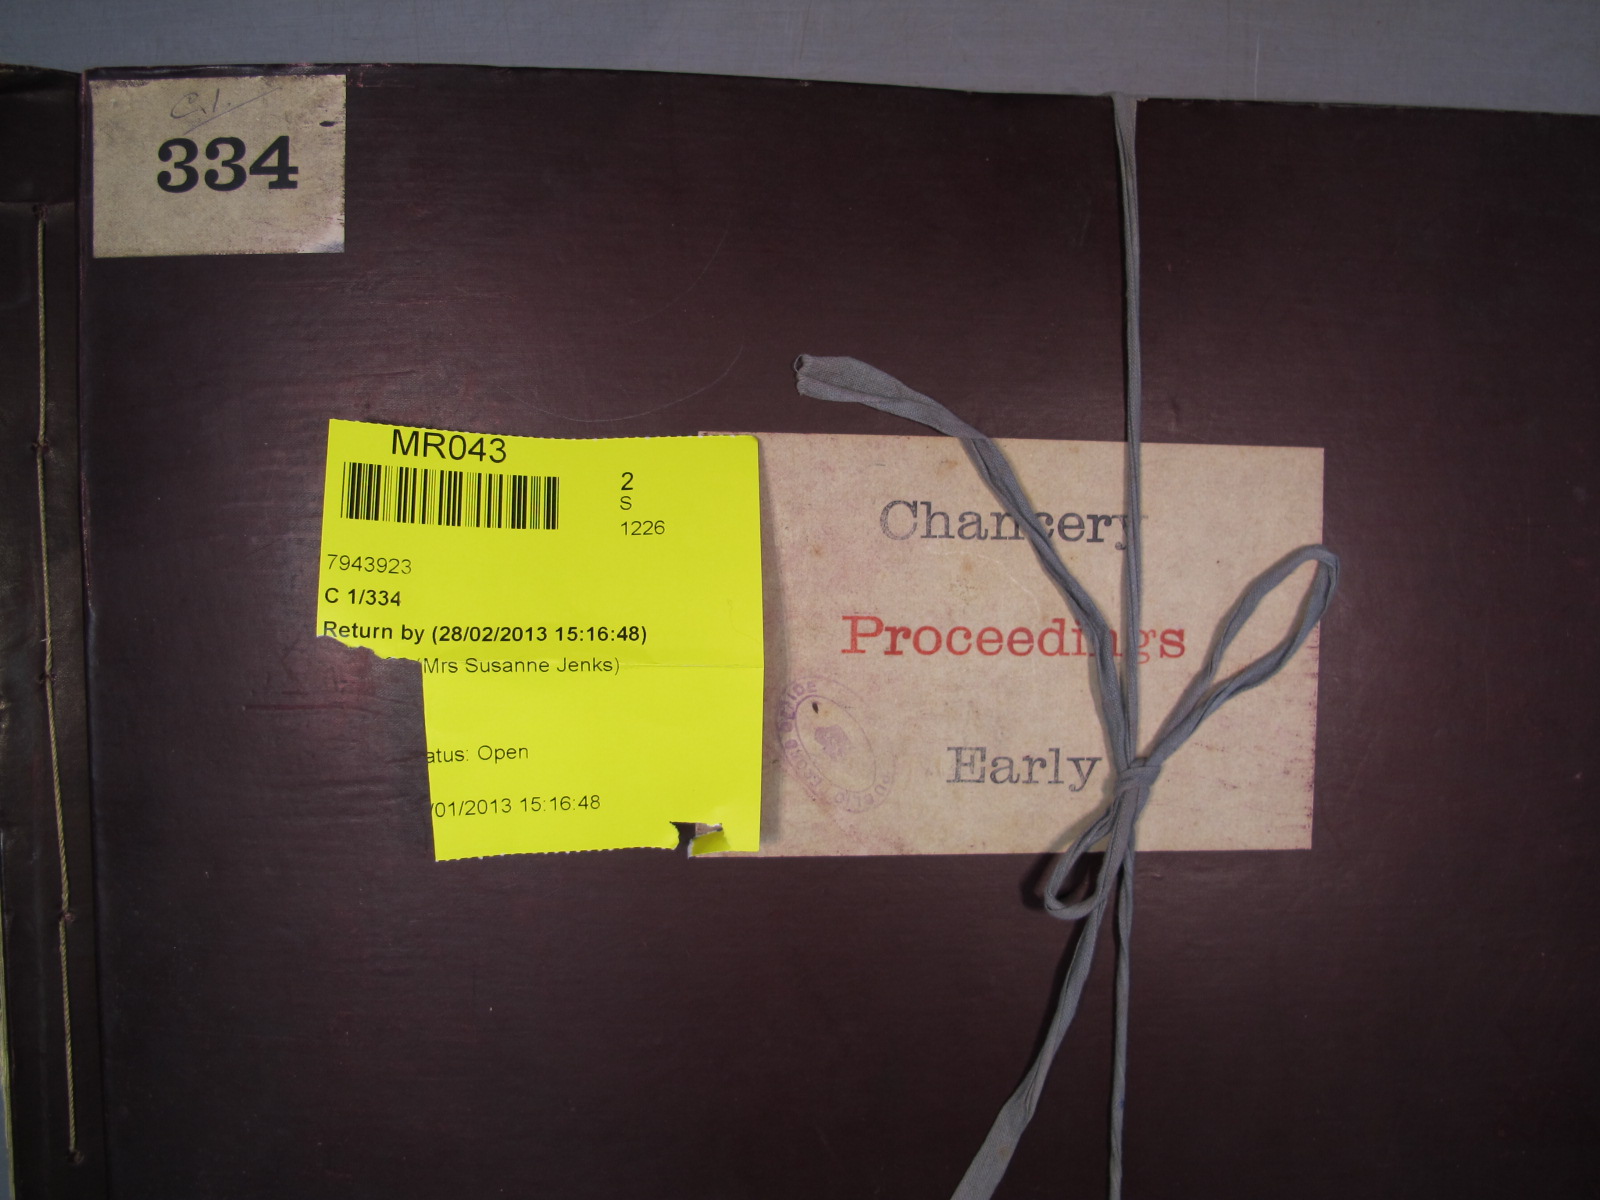 C.1.
334
MR043
2
S
1226
7943923
C 1/334
Return by (28/02/2013 15:16:48)
(Mrs Susanne Jenks)
atus: Open
/01/2013 15:16:48
Chancery
Proceedings
Early